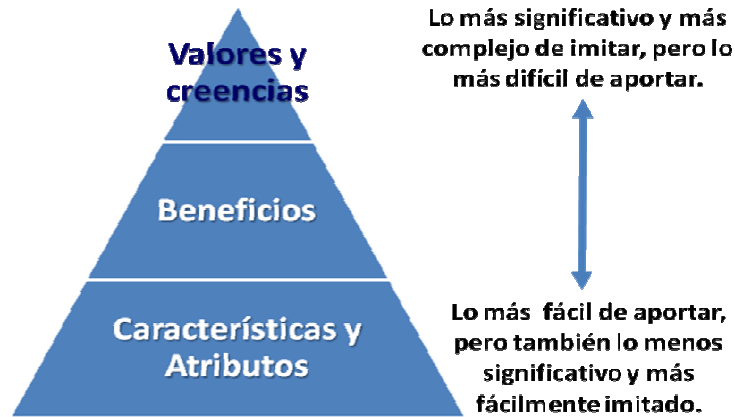 Valores y
creencias
Beneficios
Características y
Atributos
Lo más significativo y más
complejo de imitar, pero lo
más difícil de aportar.
Lo más fácil de aportar,
pero también lo menos
significativo y más
fácilmente imitado.